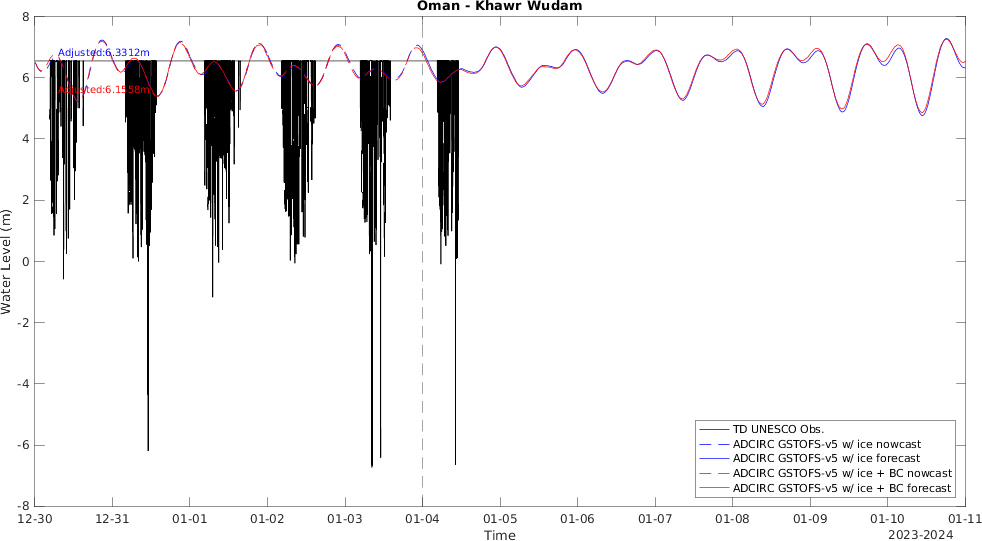 Oman - Khawr Wudam
8
6
4
2
0
-2
-4
-6
-8
Water Level (m)
Adjusted:6.3312m
Adjusted:6.1558m
TD UNESCO Obs.
ADCIRC GSTOFS-v5 w/ ice nowcast
ADCIRC GSTOFS-v5 w/ ice forecast
ADCIRC GSTOFS-v5 w/ ice + BC nowcast
ADCIRC GSTOFS-v5 w/ ice + BC forecast
12-30 12-31 01-01 01-02 01-03 01-04 01-05 01-06 01-07 01-08 01-09 01-10 01-11
Time
2023-2024